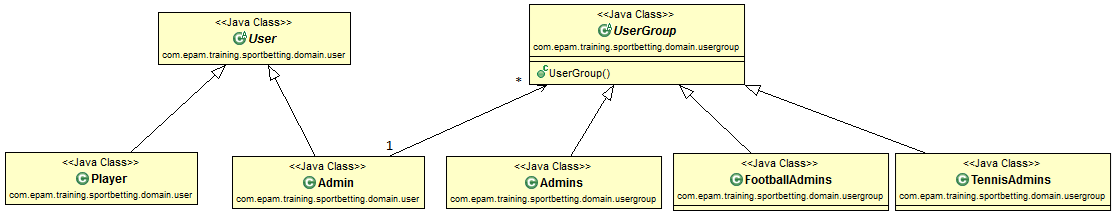 <<Java Class>>
User
com.epam.training.sportbetting.domain.user
<<Java Class>>
UserGroup
com.epam.training.sportbetting.domain.usergroup
UserGroup()
*
1
<<Java Class>>
Player
com.epam.training.sportbetting.domain.user
<<Java Class>>
Admin
com.epam.training.sportbetting.domain.user
<<Java Class>>
Admins
com.epam.training.sportbetting.domain.usergroup
<<Java Class>>
FootballAdmins
com.epam.training.sportbetting.domain.usergroup
<<Java Class>>
TennisAdmins
com.epam.training.sportbetting.domain.usergroup